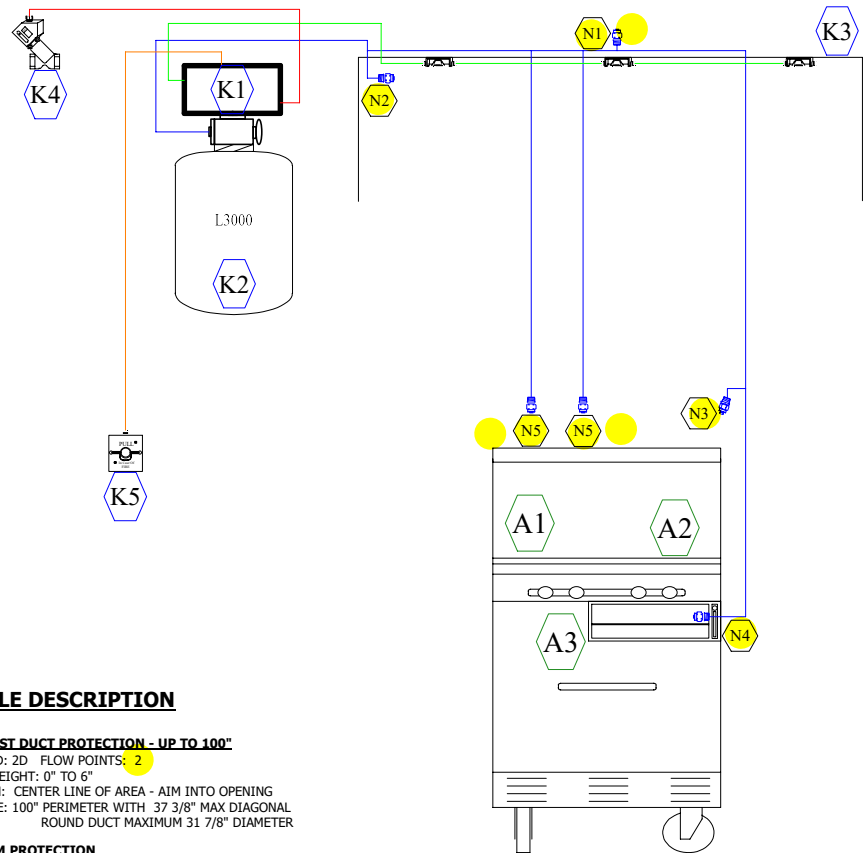 N1
K3
K4
K1
N2
L3000
K2
N3
N5
N5
PULL
K5
A1
A2
A3
N4
LE DESCRIPTION
ST DUCT PROTECTION - UP TO 100"
D: 2D FLOW POINTS: 2
EIGHT: 0" TO 6"
N: CENTER LINE OF AREA - AIM INTO OPENING
E: 100" PERIMETER WITH 37 3/8" MAX DIAGONAL
ROUND DUCT MAXIMUM 31 7/8" DIAMETER
M PROTECTION